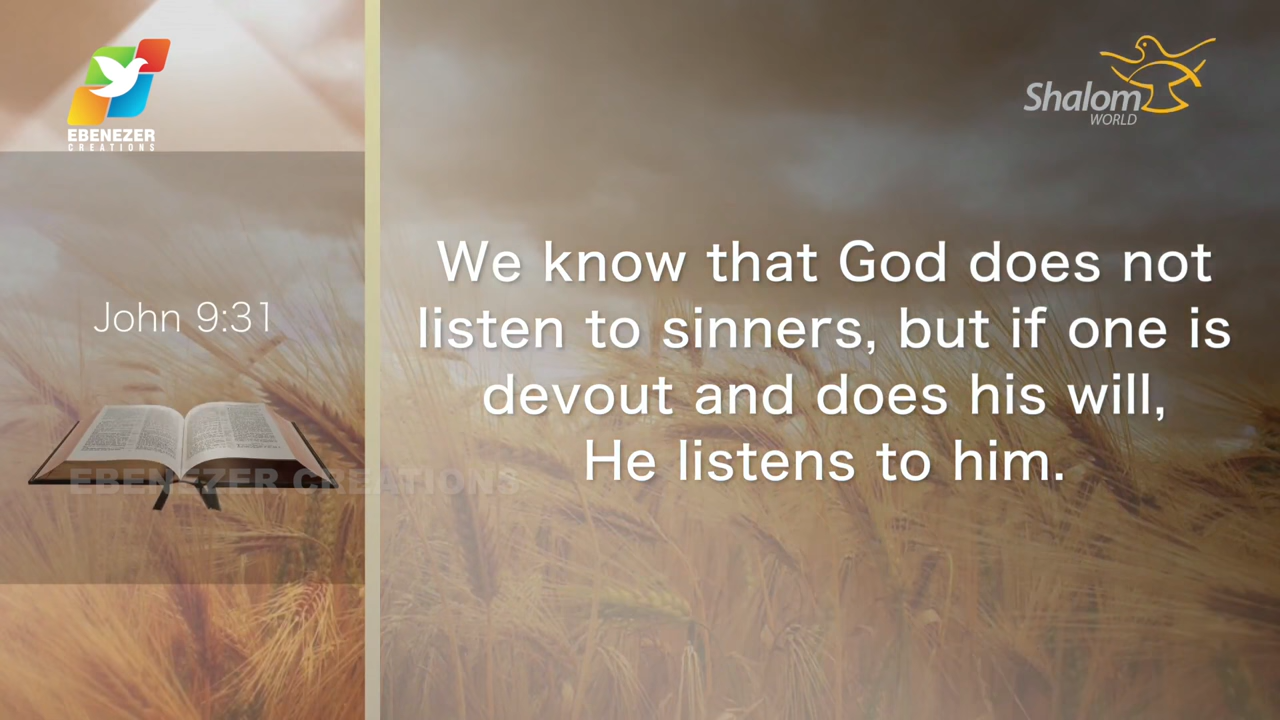 EBENEZER
CREATIONS
Shalom
WORLD
John 9:31
We know that God does not
listen to sinners, but if one is
devout and does his will,
He listens to him.
EBENEZER CREATIONS